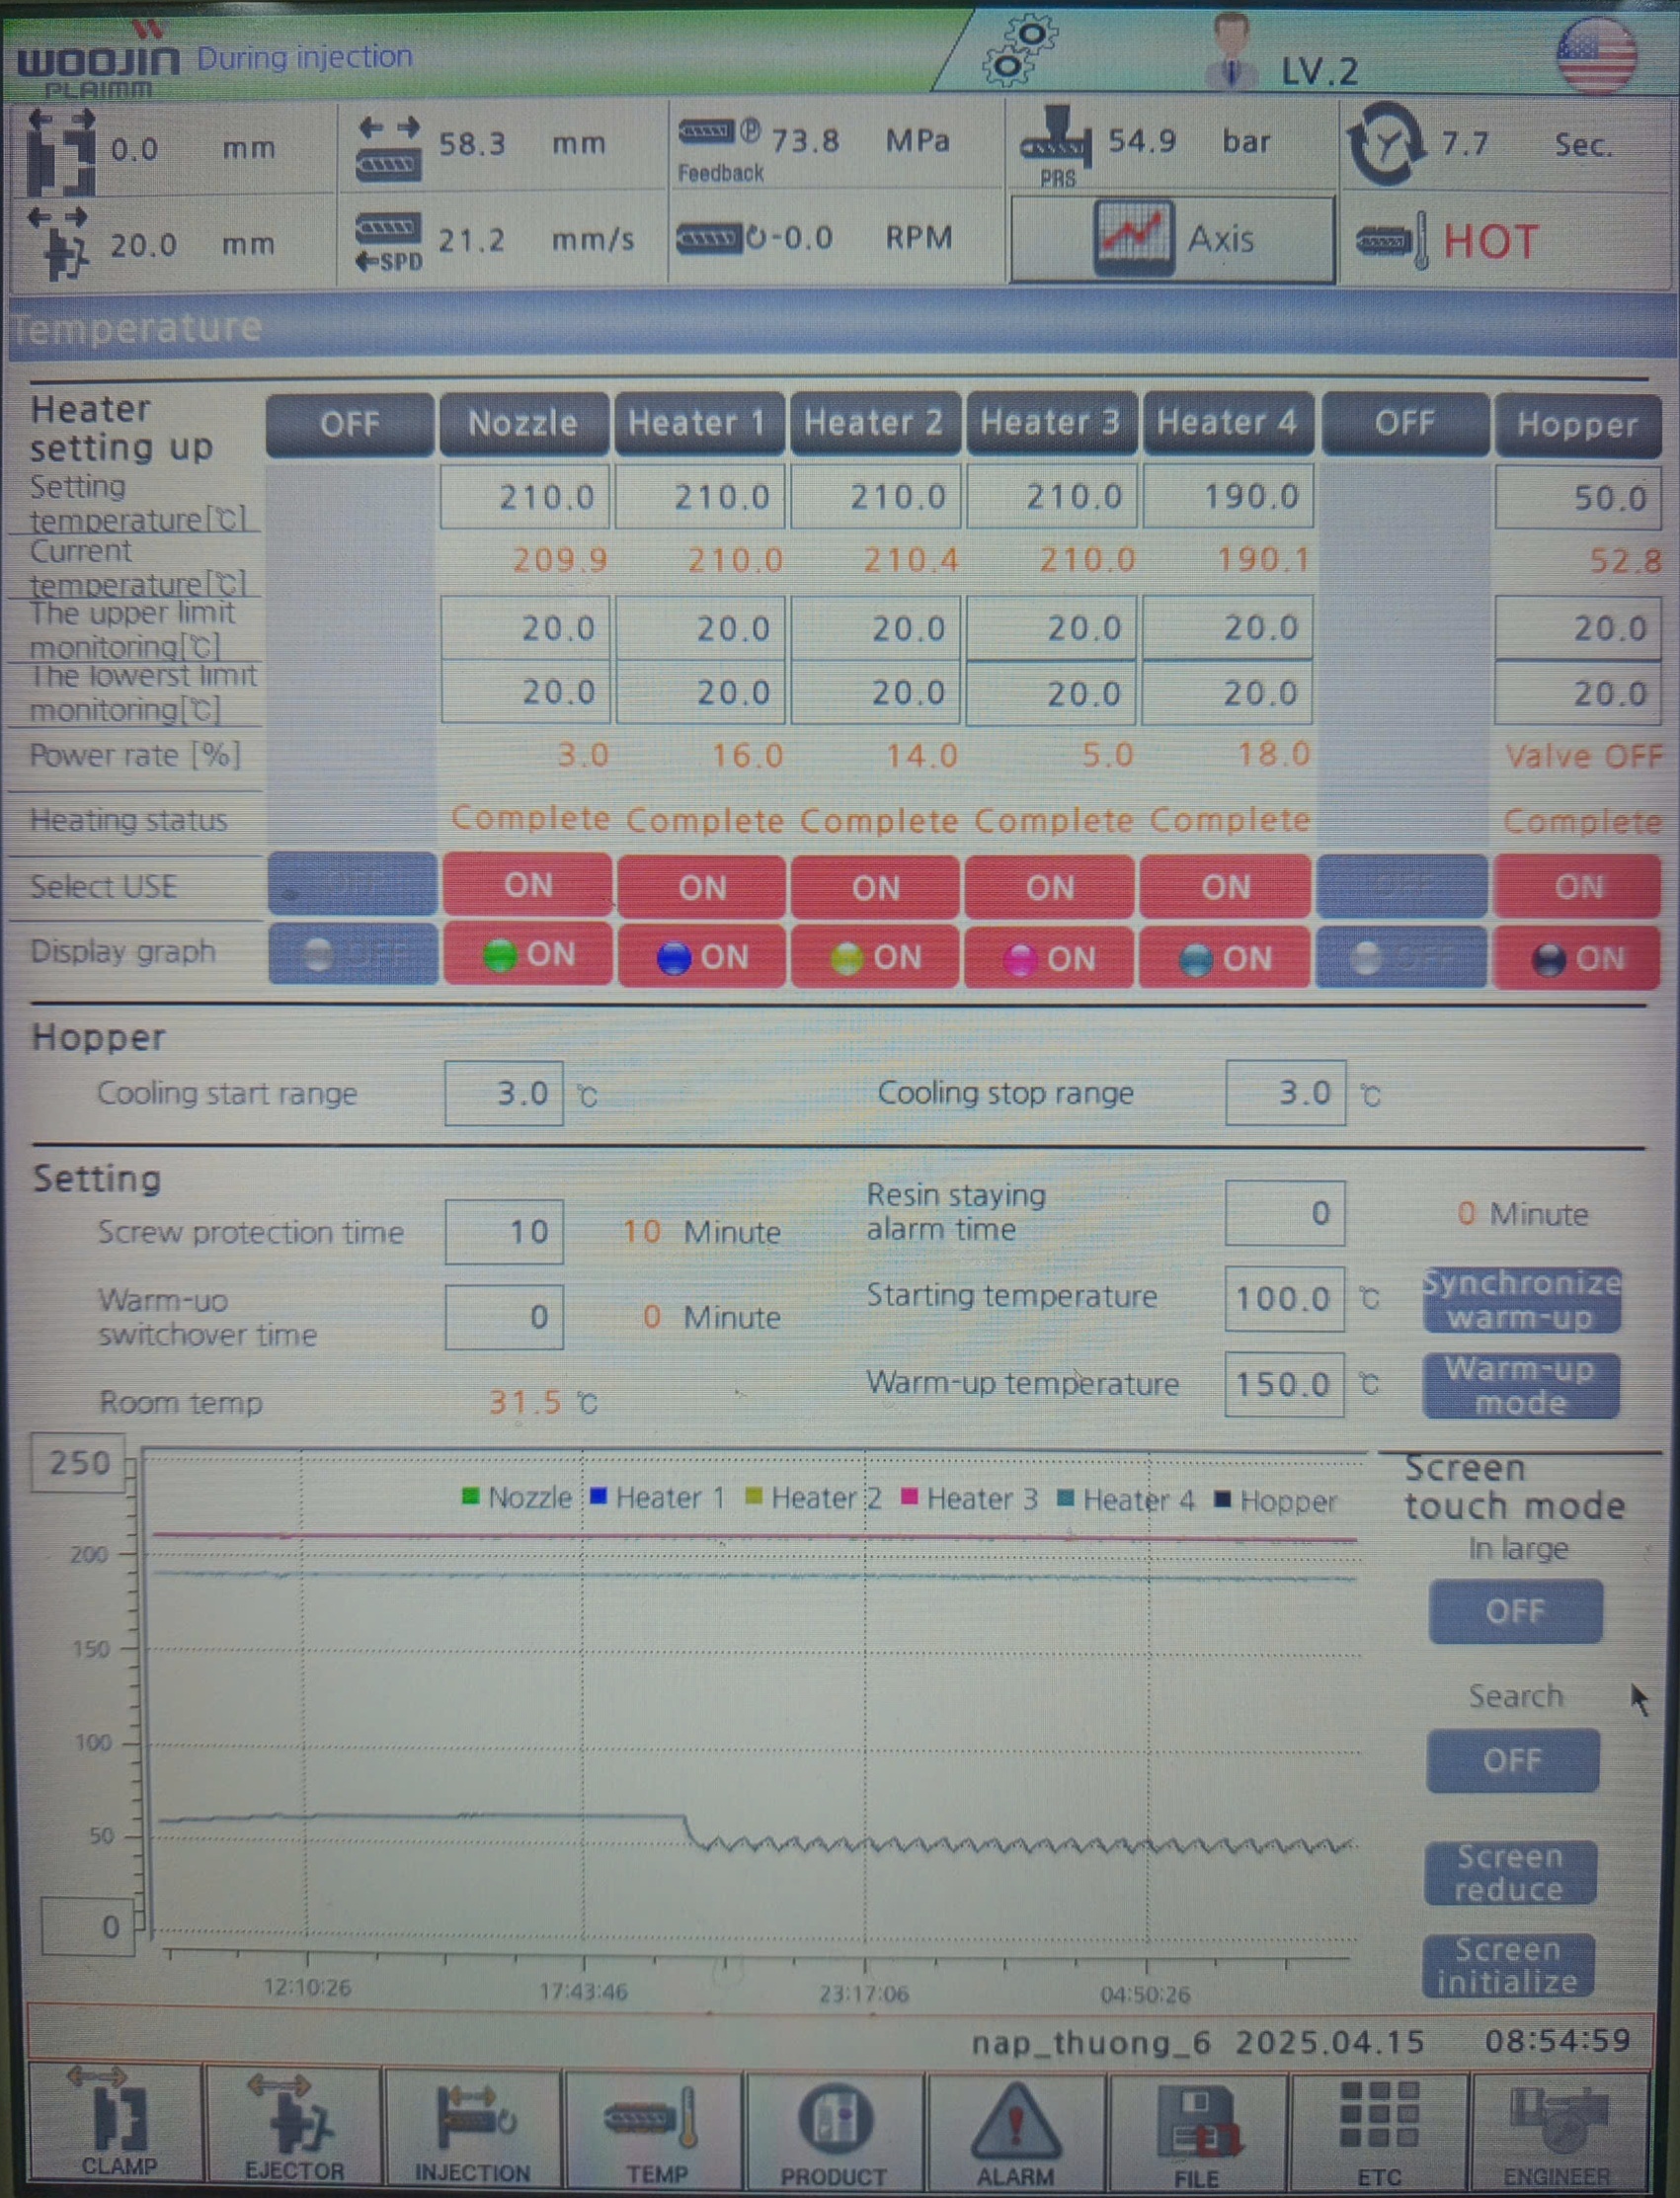 WOOJIN During injection LV.2
PLAIMM
0.0 mm 58.3 mm Feedback 73.8 MPa PRS 54.9 bar 7.7 Sec.
20.0 mm SPD 21.2 mm/s -0.0 RPM Axis HOT
Temperature
Heater setting up OFF Nozzle Heater 1 Heater 2 Heater 3 Heater 4 OFF Hopper
Setting temperature[℃] 210.0 210.0 210.0 210.0 190.0 50.0
Current temperature[℃] 209.9 210.0 210.4 210.0 190.1 52.8
The upper limit monitoring[℃] 20.0 20.0 20.0 20.0 20.0 20.0
The lowerst limit monitoring[℃] 20.0 20.0 20.0 20.0 20.0 20.0
Power rate [%] 3.0 16.0 14.0 5.0 18.0 Valve OFF
Heating status Complete Complete Complete Complete Complete Complete
Select USE OFF ON ON ON ON ON OFF ON
Display graph OFF ON ON ON ON ON OFF ON
Hopper
Cooling start range 3.0 ℃ Cooling stop range 3.0 ℃
Setting
Screw protection time 10 10 Minute Resin staying alarm time 0 0 Minute
Warm-uo switchover time 0 0 Minute Starting temperature 100.0 ℃ Synchronize warm-up
Room temp 31.5 ℃ Warm-up temperature 150.0 ℃ Warm-up mode
250
Nozzle Heater 1 Heater 2 Heater 3 Heater 4 Hopper
200
150
100
50
0
12:10:26 17:43:46 23:17:06 04:50:26
Screen touch mode
In large
OFF
Search
OFF
Screen reduce
Screen initialize
nap_thuong_6 2025.04.15 08:54:59
CLAMP EJECTOR INJECTION TEMP PRODUCT ALARM FILE ETC ENGINEER